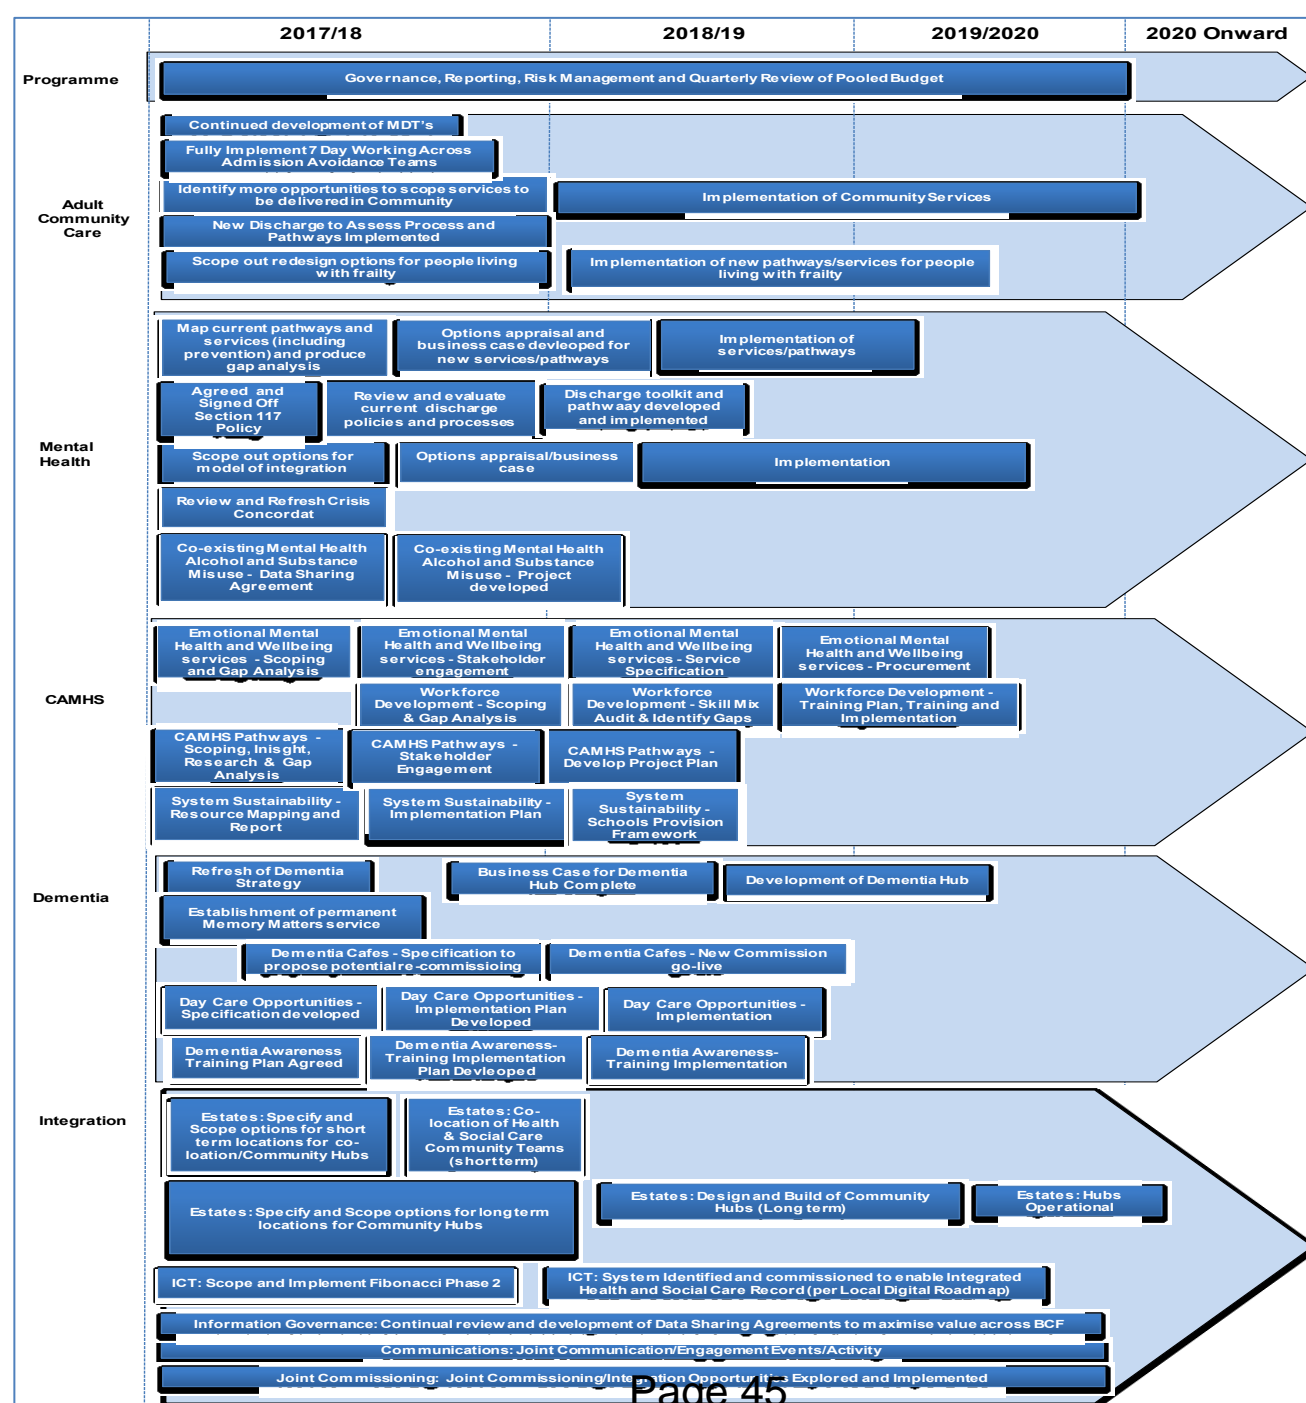 2017/18 2018/19 2019/2020 2020 Onward
Programme
Governance, Reporting, Risk Management and Quarterly Review of Pooled Budget
Adult
Community
Care
Continued development of MDT's
Fully Implement 7 Day Working Across
Admission Avoidance Teams
Identify more opportunities to scope services to
be delivered in Community
Implementation of Community Services
New Discharge to Assess Process and
Pathways Implemented
Scope out redesign options for people living
with frailty
Implementation of new pathways/services for people
living with frailty
Mental
Health
Map current pathways and
services (including
prevention) and produce
gap analysis
Options appraisal and
business case devleoped for
new services/pathways
Implementation of
services/pathways
Agreed and
Signed Off
Section 117
Policy
Review and evaluate
current discharge
policies and processes
Discharge toolkit and
pathwaay developed
and implemented
Scope out options for
model of integration
Options appraisal/business
case
Implementation
Review and Refresh Crisis
Concordat
Co-existing Mental Health
Alcohol and Substance
Misuse - Data Sharing
Agreement
Co-existing Mental Health
Alcohol and Substance
Misuse - Project
developed
CAMHS
Emotional Mental
Health and Wellbeing
services - Scoping
and Gap Analysis
Emotional Mental
Health and Wellbeing
services - Stakeholder
engagement
Emotional Mental
Health and Wellbeing
services - Service
Specification
Emotional Mental
Health and Wellbeing
services - Procurement
Workforce
Development - Scoping
& Gap Analysis
Workforce
Development - Skill Mix
Audit & Identify Gaps
Workforce Development -
Training Plan, Training and
Implementation
CAMHS Pathways -
Scoping, Inisght,
Research & Gap
Analysis
CAMHS Pathways -
Stakeholder
Engagement
CAMHS Pathways -
Develop Project Plan
System Sustainability -
Resource Mapping and
Report
System Sustainability -
Implementation Plan
System
Sustainability -
Schools Provision
Framework
Dementia
Refresh of Dementia
Strategy
Business Case for Dementia
Hub Complete
Development of Dementia Hub
Establishment of permanent
Memory Matters service
Dementia Cafes - Specification to
propose potential re-commissioing
Dementia Cafes - New Commission
go-live
Day Care Opportunities -
Specification developed
Day Care Opportunities -
Implementation Plan
Developed
Day Care Opportunities -
Implementation
Dementia Awareness
Training Plan Agreed
Dementia Awareness-
Training Implementation
Plan Devleoped
Dementia Awareness-
Training Implementation
Integration
Estates: Specify and
Scope options for short
term locations for co-
loation/Community Hubs
Estates: Co-
location of Health
& Social Care
Community Teams
(short term)
Estates: Specify and Scope options for long term
locations for Community Hubs
Estates: Design and Build of Community
Hubs (Long term)
Estates: Hubs
Operational
ICT: Scope and Implement Fibonacci Phase 2
ICT: System Identified and commissioned to enable Integrated
Health and Social Care Record (per Local Digital Roadmap)
Information Governance: Continual review and development of Data Sharing Agreements to maximise value across BCF
Communications: Joint Communication/Engagement Events/Activity
Joint Commissioning: Joint Commissioning/Integration Opportunities Explored and Implemented
Page 45